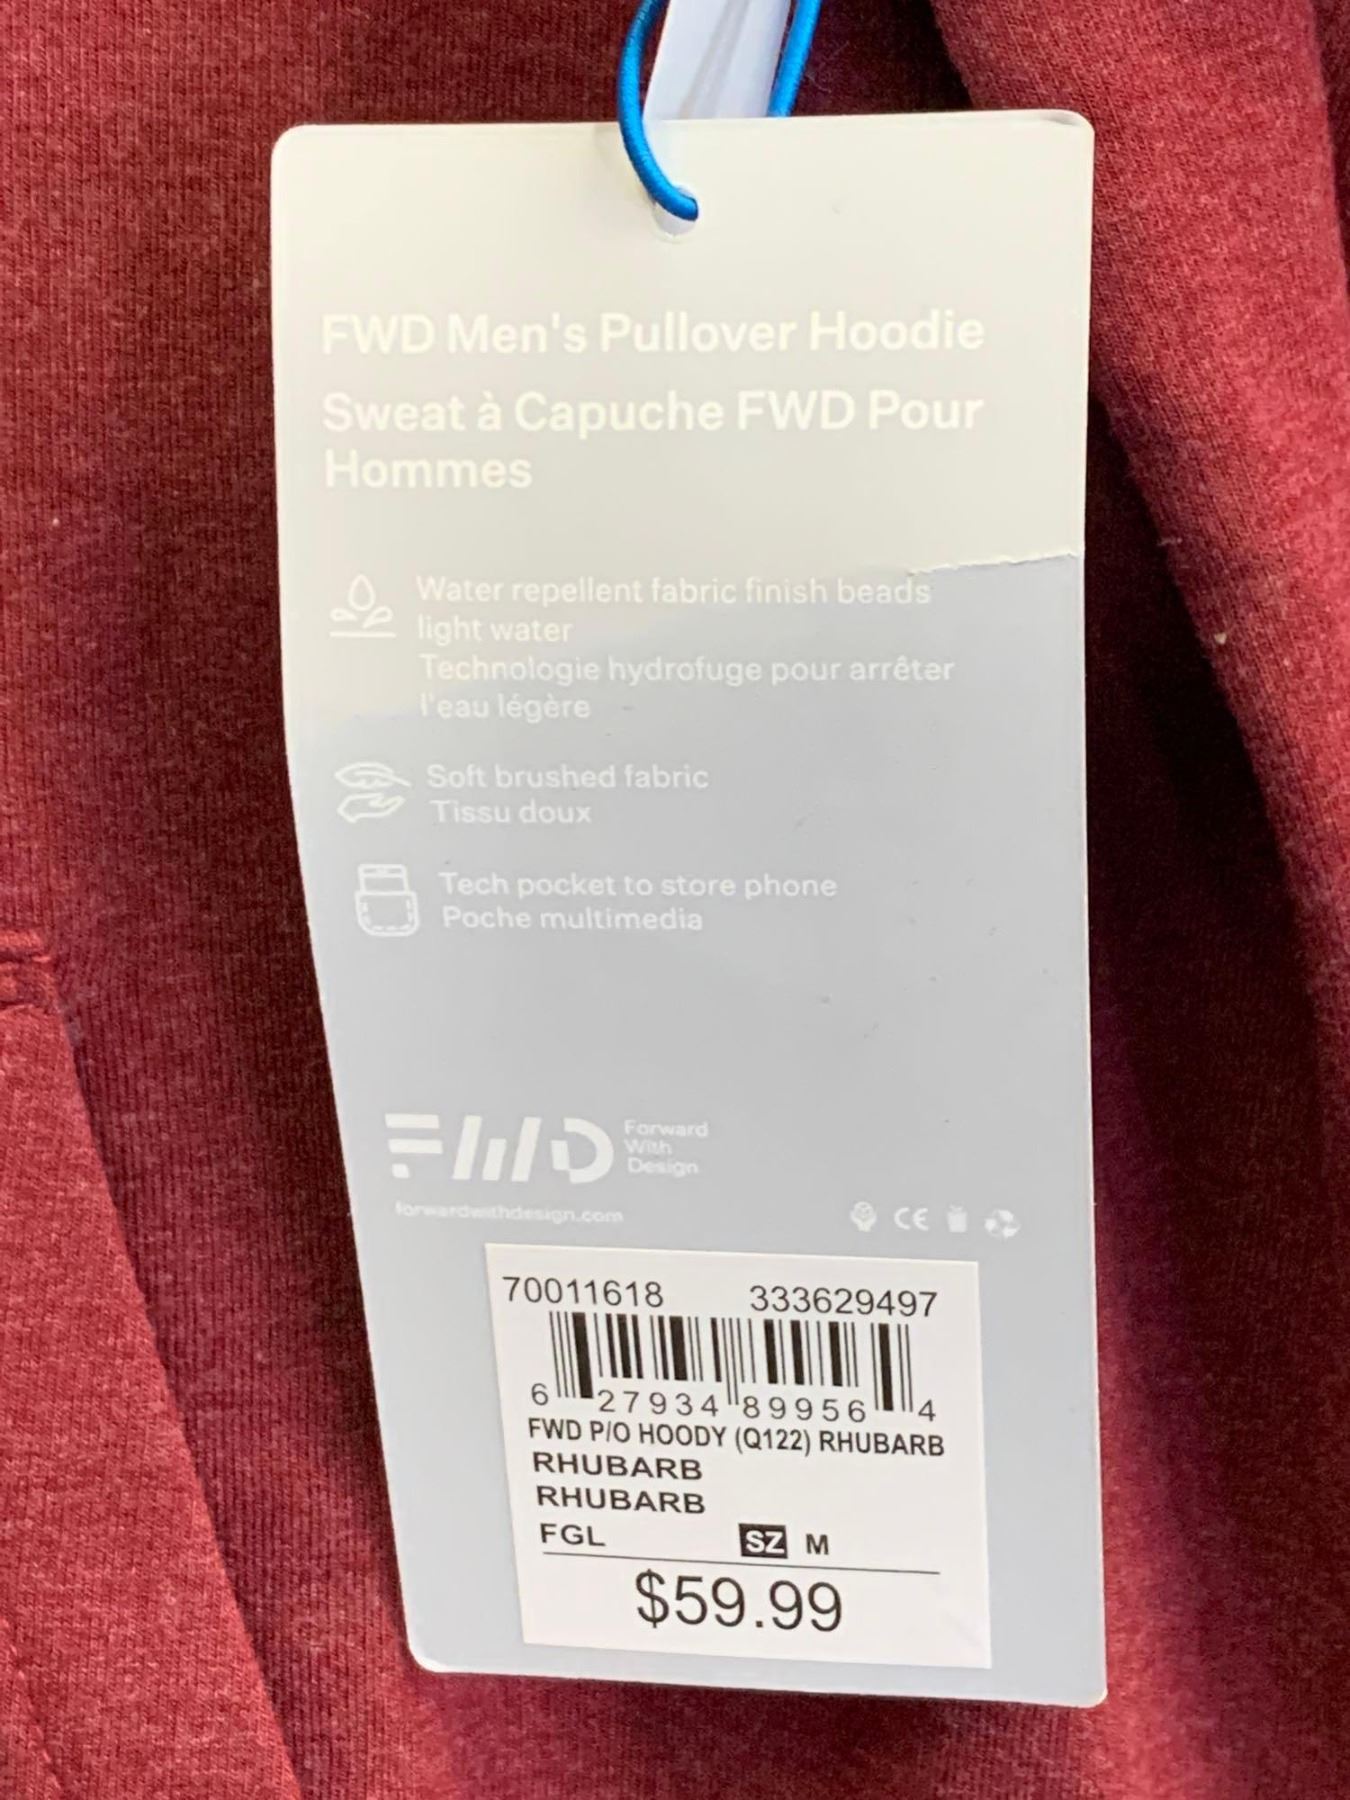 FWD Men's Pullover Hoodie
Sweat à Capuche FWD Pour
Hommes
Water repellent fabric finish beads
light water
Technologie hydrofuge pour arrêter
l'eau légère
Soft brushed fabric
Tissu doux
Tech pocket to store phone
Poche multimedia
FWD
Forward
With
Design
forwardwithdesign.com
CE
70011618 333629497
6 27934 89956 4
FWD P/O HOODY (Q122) RHUBARB
RHUBARB
RHUBARB
FGL SZ M
$59.99